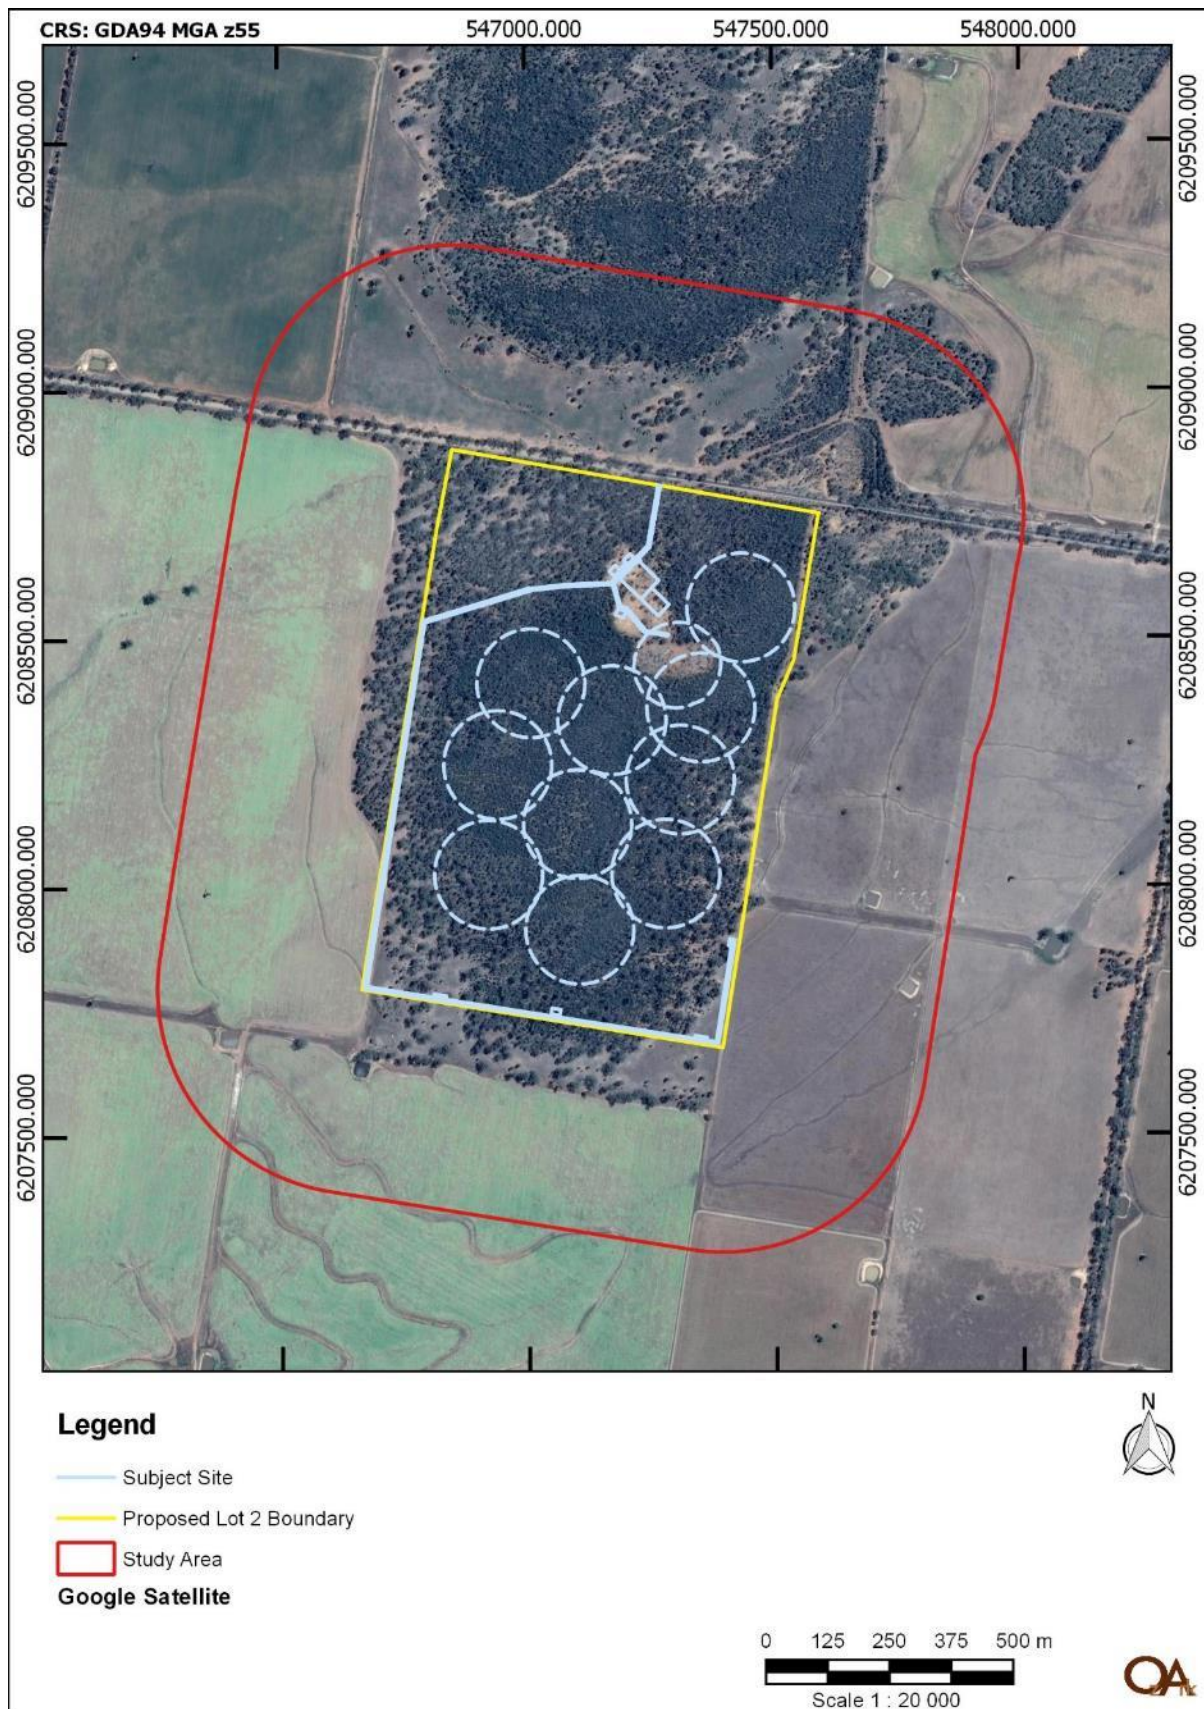 CRS: GDA94 MGA z55
547000.000 547500.000 548000.000
6209500.000 6209500.000
6209000.000 6209000.000
6208500.000 6208500.000
6208000.000 6208000.000
6207500.000 6207500.000
Legend
N
Subject Site
Proposed Lot 2 Boundary
Study Area
Google Satellite
0 125 250 375 500 m
Scale 1 : 20 000